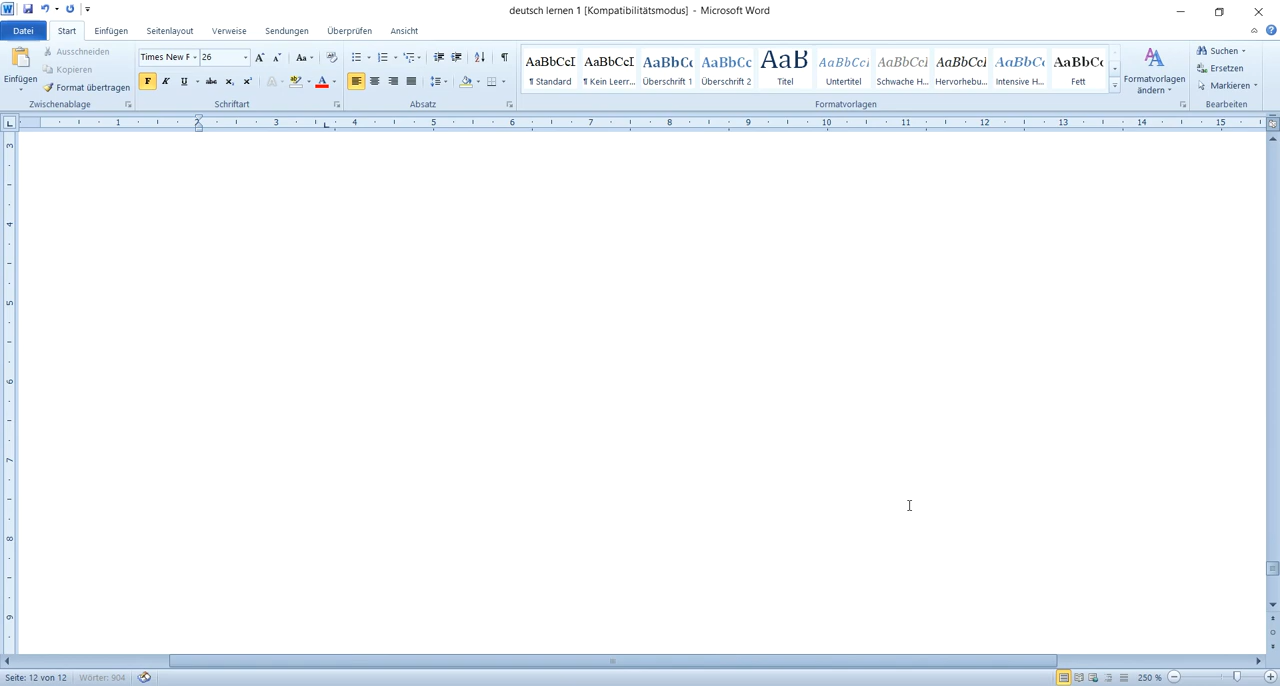 deutsch lernen 1 [Kompatibilitätsmodus] - Microsoft Word
Datei Start Einfügen Seitenlayout Verweise Sendungen Überprüfen Ansicht
Einfügen
Ausschneiden
Kopieren
Format übertragen
Zwischenablage
Times New F 26
F K U abc x₂ x² A
Schriftart
Absatz
AaBbCcI AaBbCcI AaBbCc AaBbCc AaB AaBbCcI AaBbCcI AaBbCcI AaBbCc AaBbCc
¶ Standard ¶ Kein Leerr... Überschrift 1 Überschrift 2 Titel Untertitel Schwache H... Hervorhebu... Intensive H... Fett
Formatvorlagen
Formatvorlagen
ändern
Suchen
Ersetzen
Markieren
Bearbeiten
1 2 3 4 5 6 7 8 9 10 11 12 13 14 15
3
4
5
6
7
8
9
Seite: 12 von 12 Wörter: 904 250 %